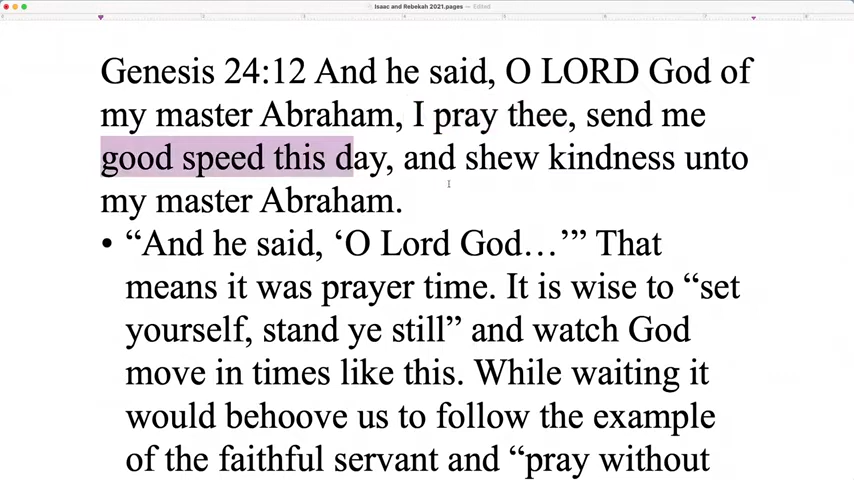 Isaac and Rebekah 2021.pages — Edited
Genesis 24:12 And he said, O LORD God of
my master Abraham, I pray thee, send me
good speed this day, and shew kindness unto
my master Abraham.
• “And he said, ‘O Lord God…’” That
means it was prayer time. It is wise to “set
yourself, stand ye still” and watch God
move in times like this. While waiting it
would behoove us to follow the example
of the faithful servant and “pray without